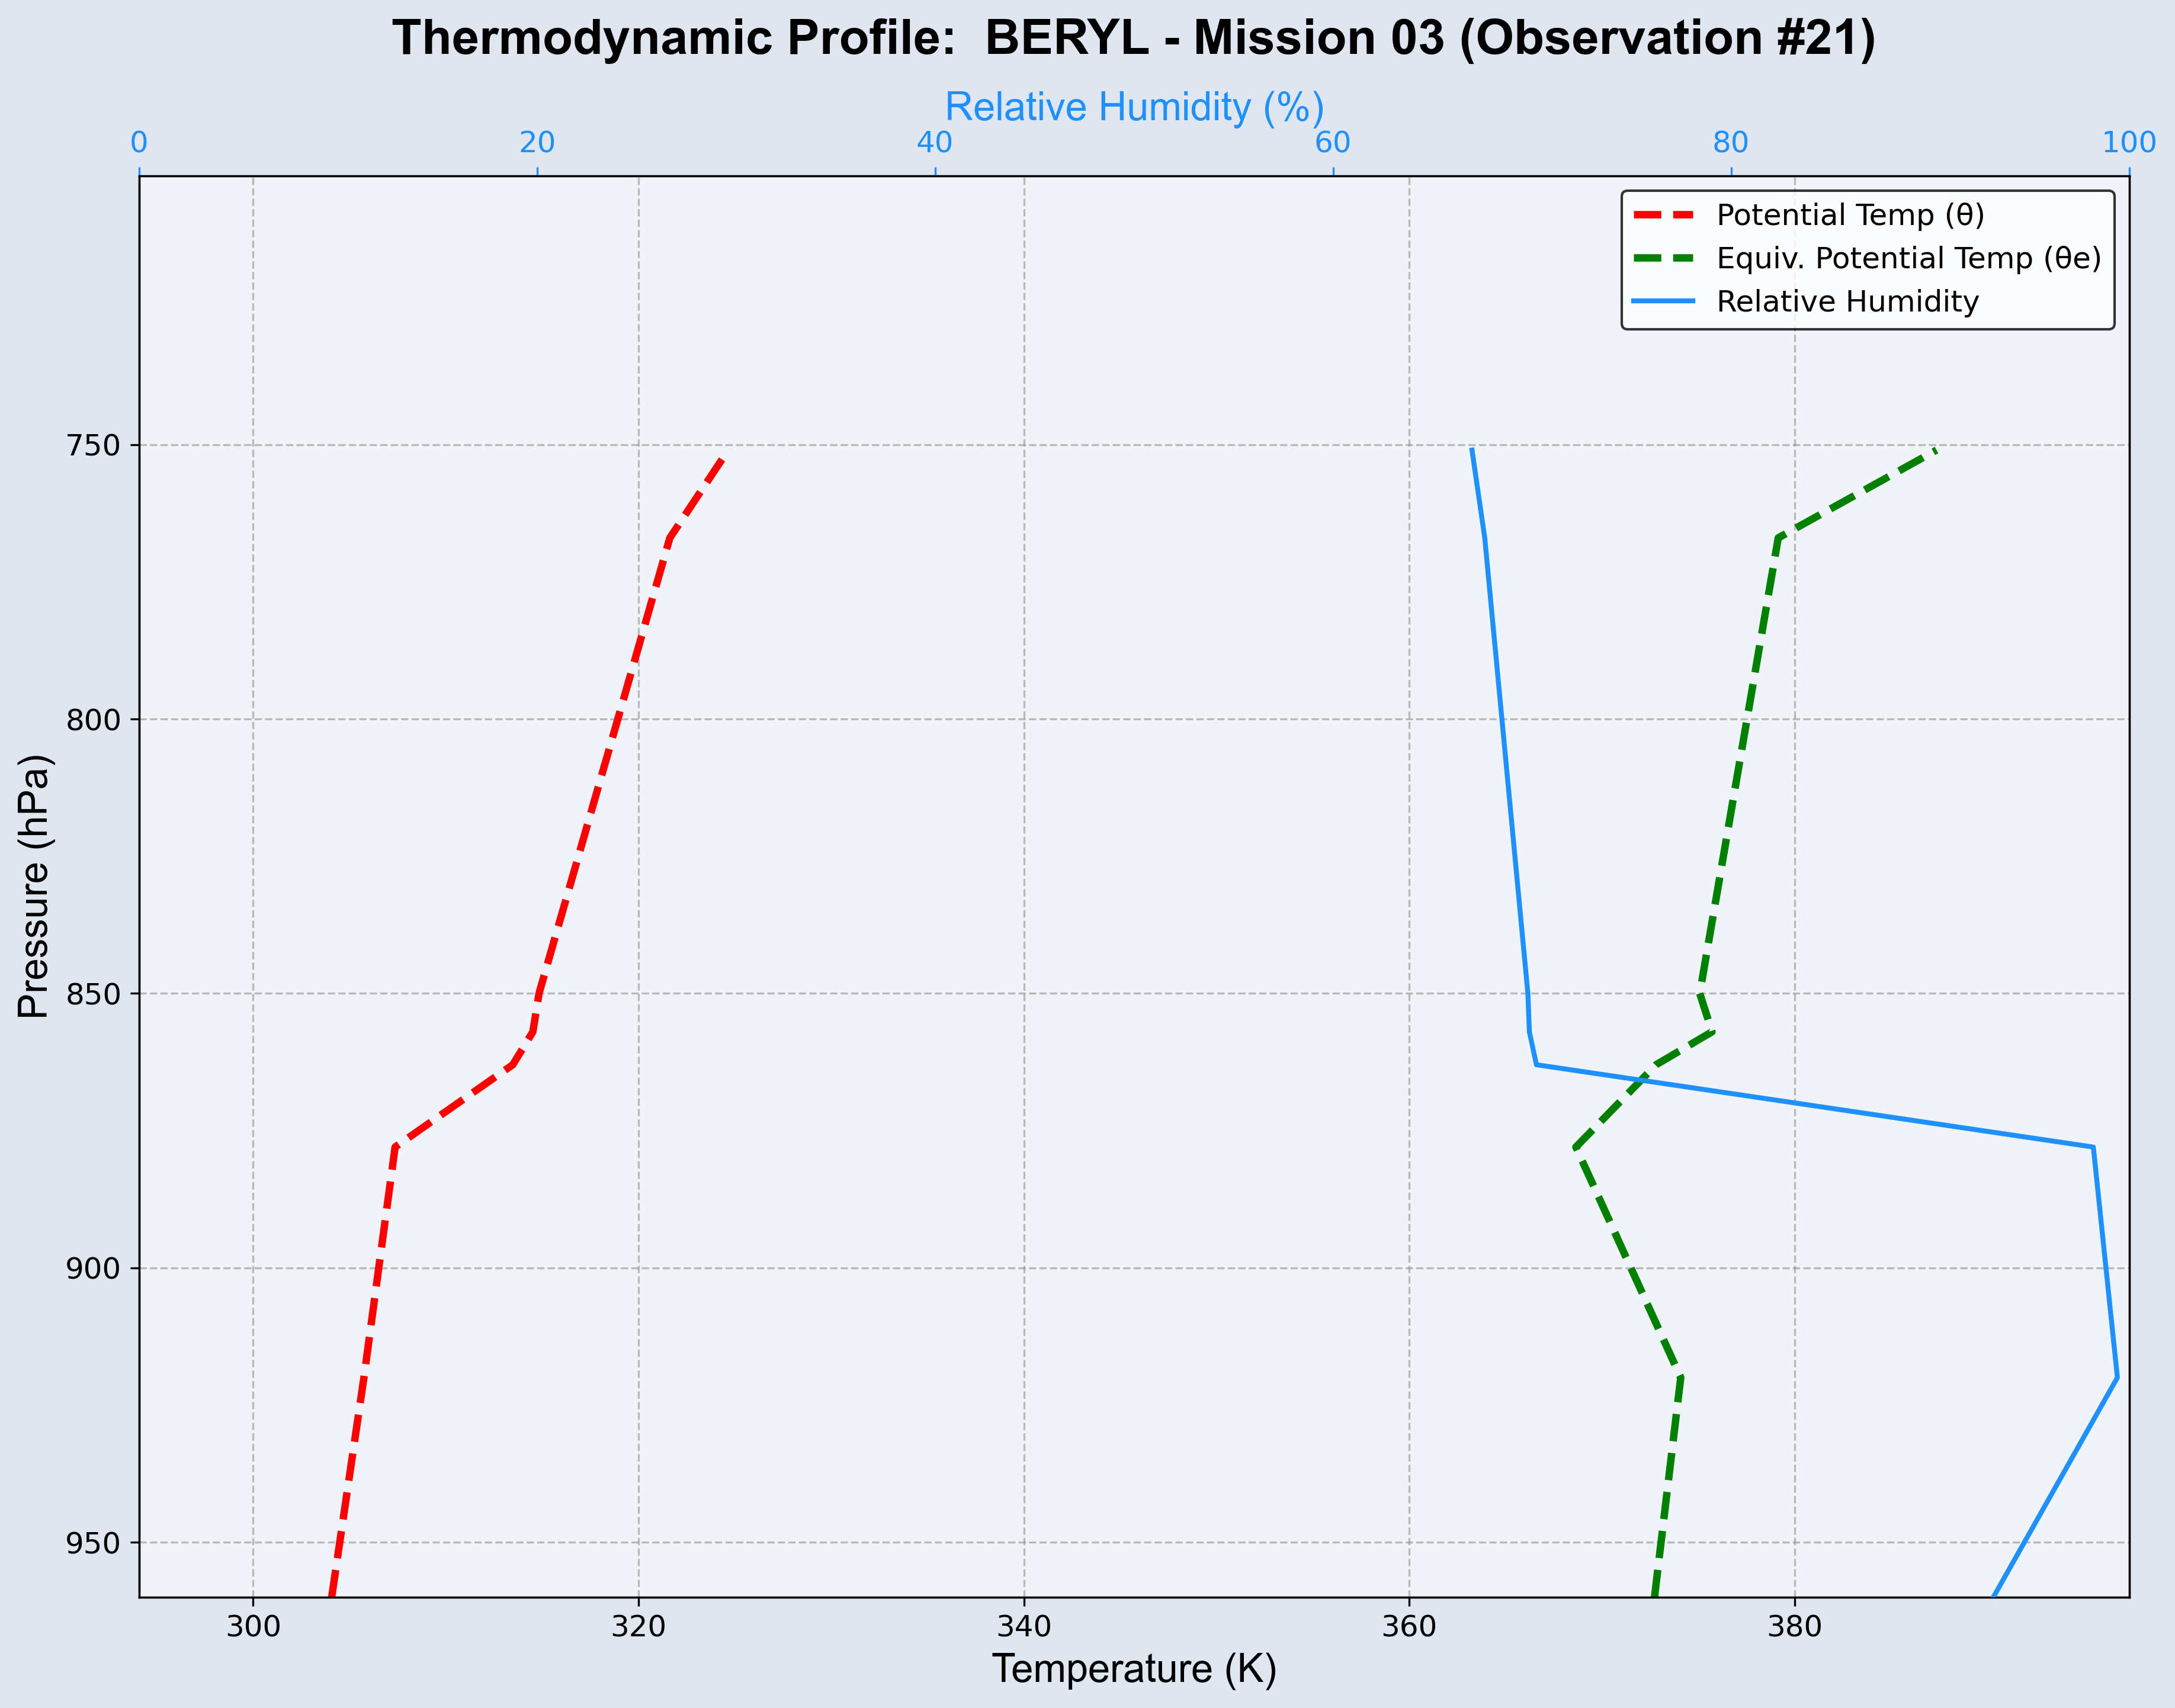 Thermodynamic Profile:  BERYL - Mission 03 (Observation #21)
Relative Humidity (%)
0 20 40 60 80 100
Potential Temp (θ)
Equiv. Potential Temp (θe)
Relative Humidity
Pressure (hPa)
750
800
850
900
950
300 320 340 360 380
Temperature (K)